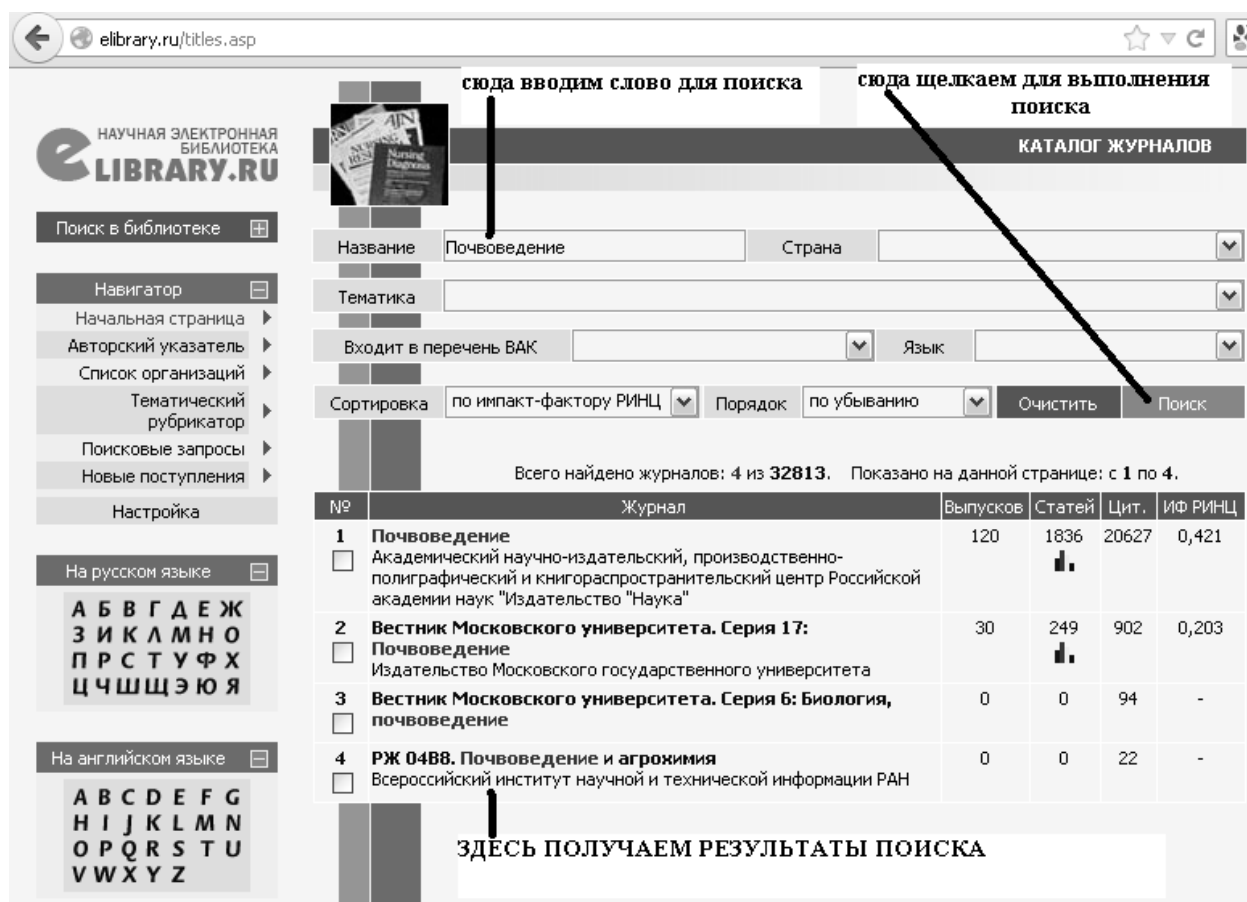 elibrary.ru/titles.asp
сюда вводим слово для поиска
сюда щелкаем для выполнения
поиска
НАУЧНАЯ ЭЛЕКТРОННАЯ
БИБЛИОТЕКА
eLIBRARY.RU
КАТАЛОГ ЖУРНАЛОВ
Поиск в библиотеке
Название Почвоведение Страна
Навигатор
Тематика
Начальная страница
Авторский указатель
Входит в перечень ВАК Язык
Список организаций
Тематический
рубрикатор
Сортировка по импакт-фактору РИНЦ Порядок по убыванию Очистить Поиск
Поисковые запросы
Новые поступления
Настройка
Всего найдено журналов: 4 из 32813. Показано на данной странице: с 1 по 4.
№ Журнал Выпусков Статей Цит. ИФ РИНЦ
1 Почвоведение 120 1836 20627 0,421
Академический научно-издательский, производственно-
полиграфический и книгораспространительский центр Российской
академии наук "Издательство "Наука"
2 Вестник Московского университета. Серия 17: 30 249 902 0,203
Почвоведение
Издательство Московского государственного университета
3 Вестник Московского университета. Серия 6: Биология, 0 0 94 -
почвоведение
4 РЖ 04В8. Почвоведение и агрохимия 0 0 22 -
Всероссийский институт научной и технической информации РАН
ЗДЕСЬ ПОЛУЧАЕМ РЕЗУЛЬТАТЫ ПОИСКА
На русском языке
А Б В Г Д Е Ж
З И К Л М Н О
П Р С Т У Ф Х
Ц Ч Ш Щ Э Ю Я
На английском языке
A B C D E F G
H I J K L M N
O P Q R S T U
V W X Y Z
AJN
Nursing
Diagnosis